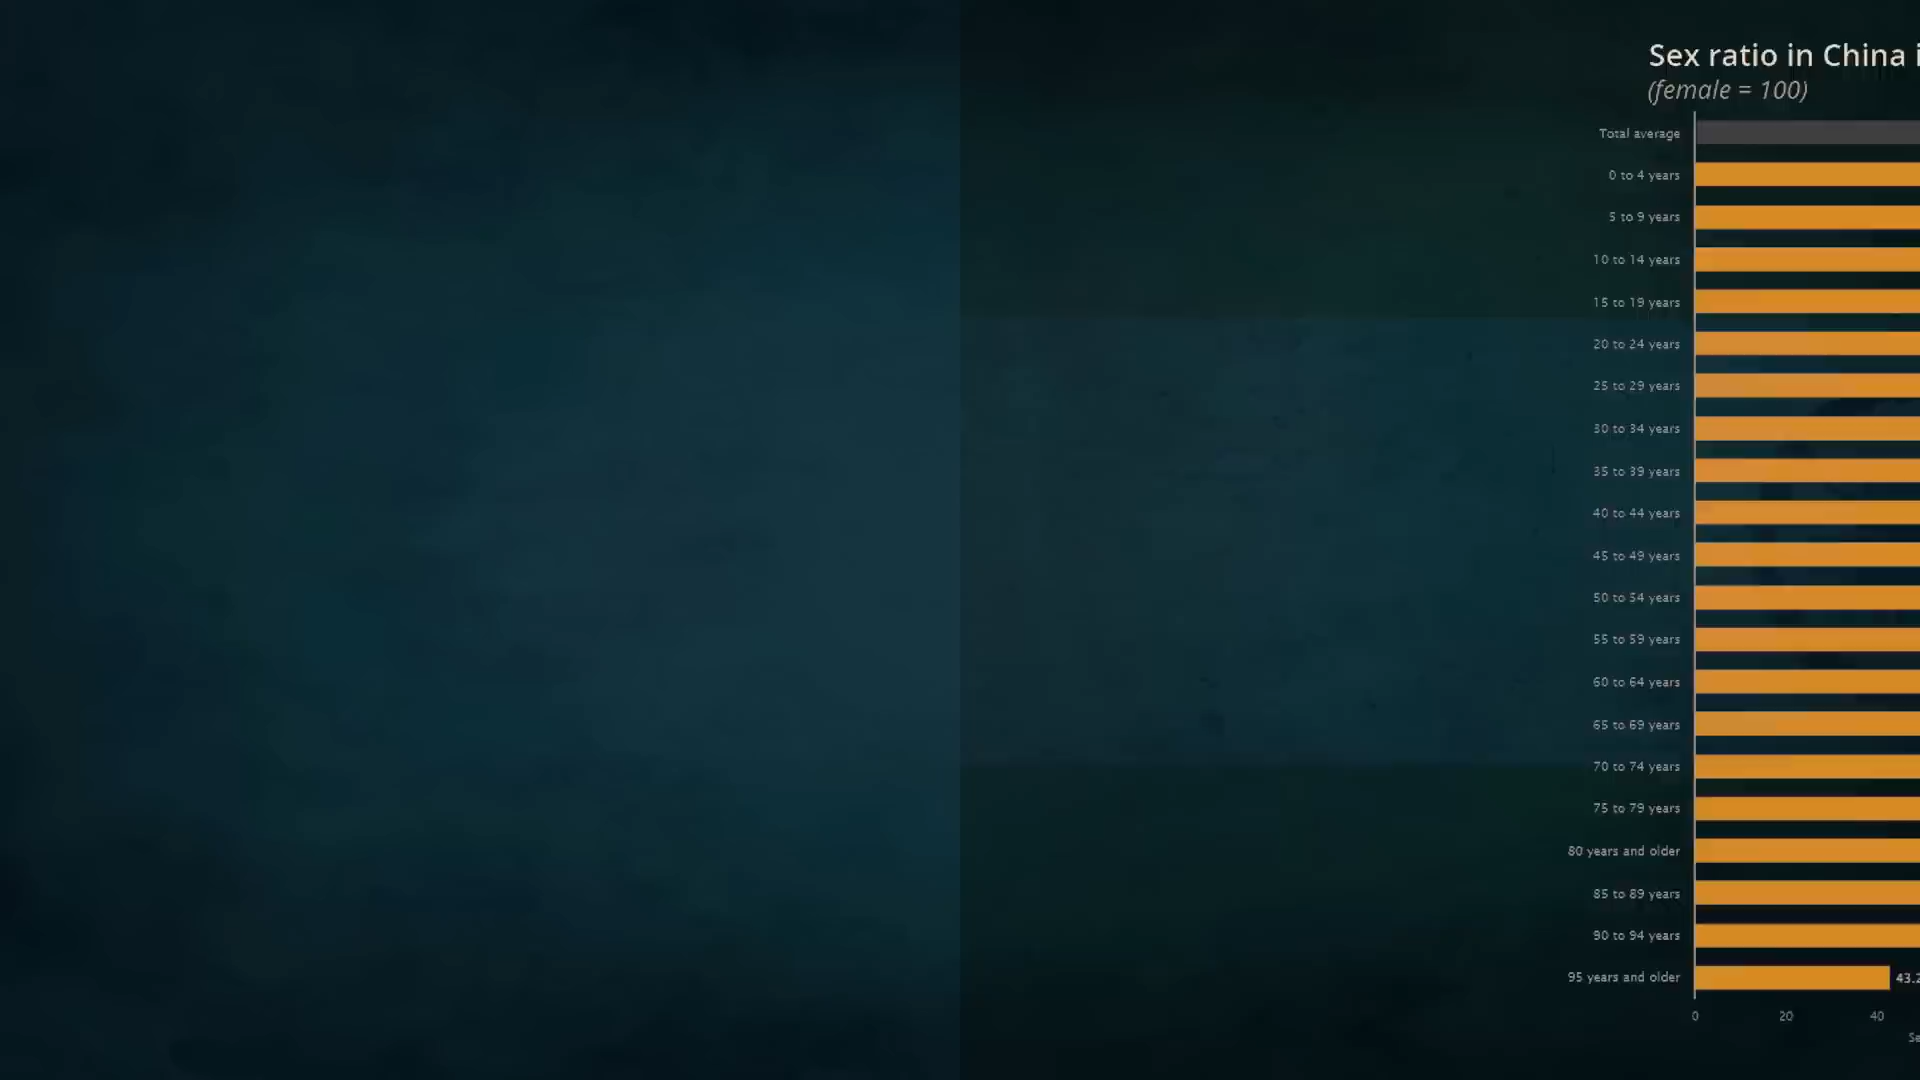 Sex ratio in China i
(female = 100)
Total average
0 to 4 years
5 to 9 years
10 to 14 years
15 to 19 years
20 to 24 years
25 to 29 years
30 to 34 years
35 to 39 years
40 to 44 years
45 to 49 years
50 to 54 years
55 to 59 years
60 to 64 years
65 to 69 years
70 to 74 years
75 to 79 years
80 years and older
85 to 89 years
90 to 94 years
95 years and older
43.2
0 20 40
Se